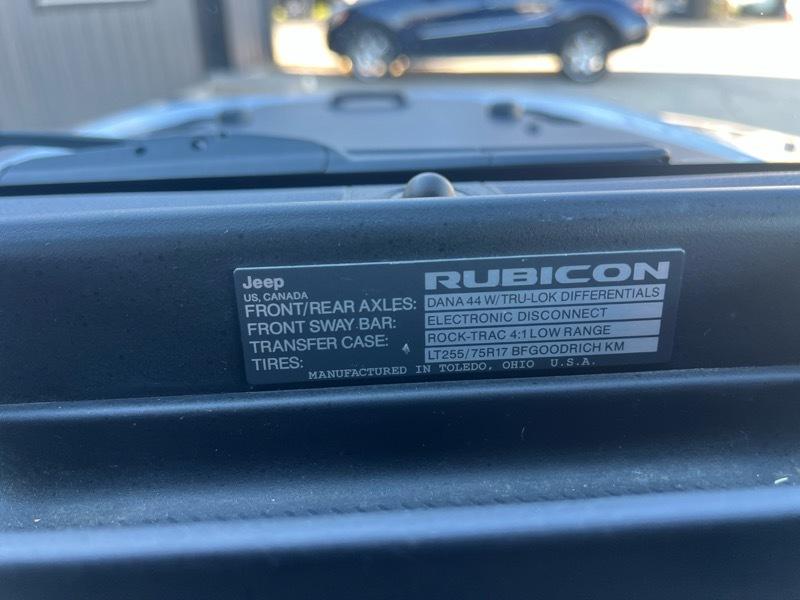 Jeep RUBICON
US, CANADA
FRONT/REAR AXLES: DANA 44 W/TRU-LOK DIFFERENTIALS
FRONT SWAY BAR: ELECTRONIC DISCONNECT
TRANSFER CASE: ROCK-TRAC 4:1 LOW RANGE
TIRES: LT255/75R17 BFGOODRICH KM
MANUFACTURED IN TOLEDO, OHIO U.S.A.